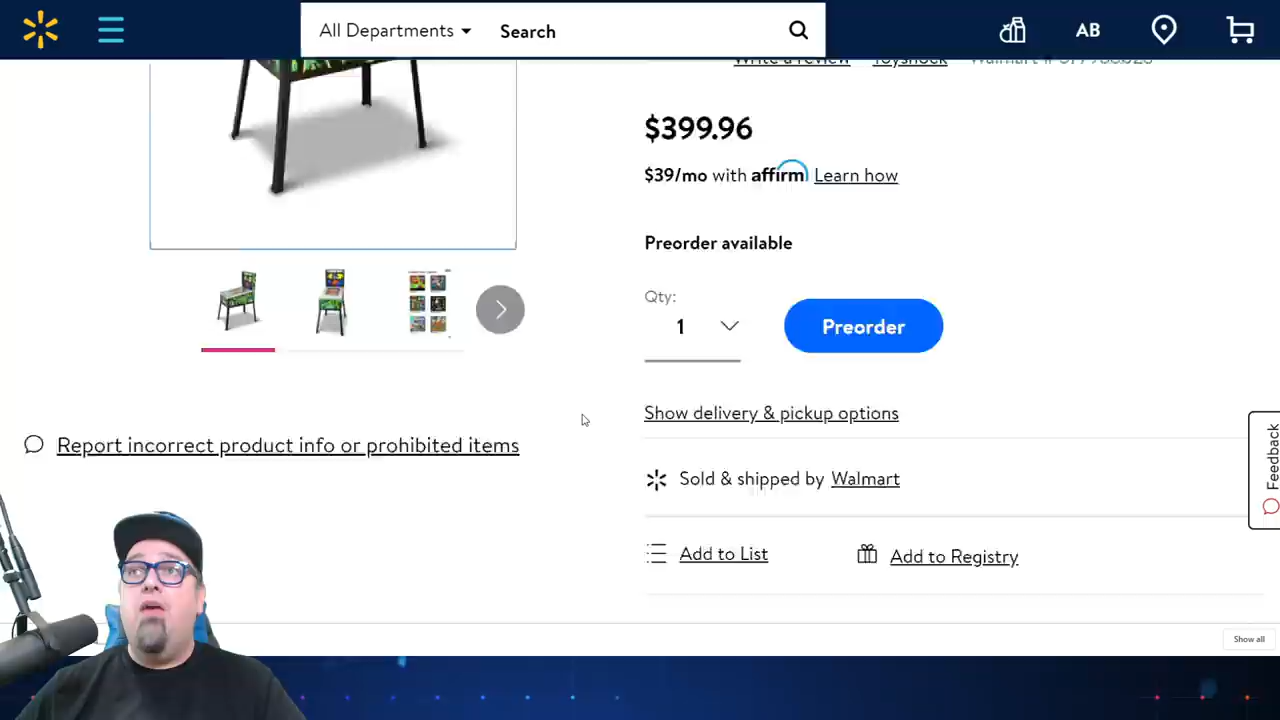 All Departments
Search
AB
Write a review
Toyshock
$399.96
$39/mo with affirm Learn how
Preorder available
Qty:
1
Preorder
Show delivery & pickup options
Report incorrect product info or prohibited items
Sold & shipped by Walmart
Add to List
Add to Registry
Feedback
Show all